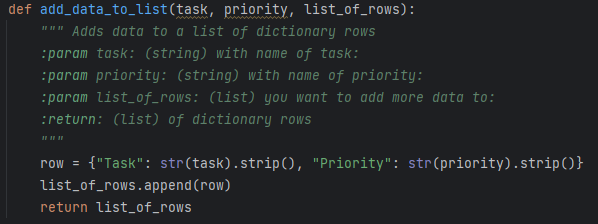 def add_data_to_list(task, priority, list_of_rows):
    """ Adds data to a list of dictionary rows
    :param task: (string) with name of task:
    :param priority: (string) with name of priority:
    :param list_of_rows: (list) you want to add more data to:
    :return: (list) of dictionary rows
    """
    row = {"Task": str(task).strip(), "Priority": str(priority).strip()}
    list_of_rows.append(row)
    return list_of_rows